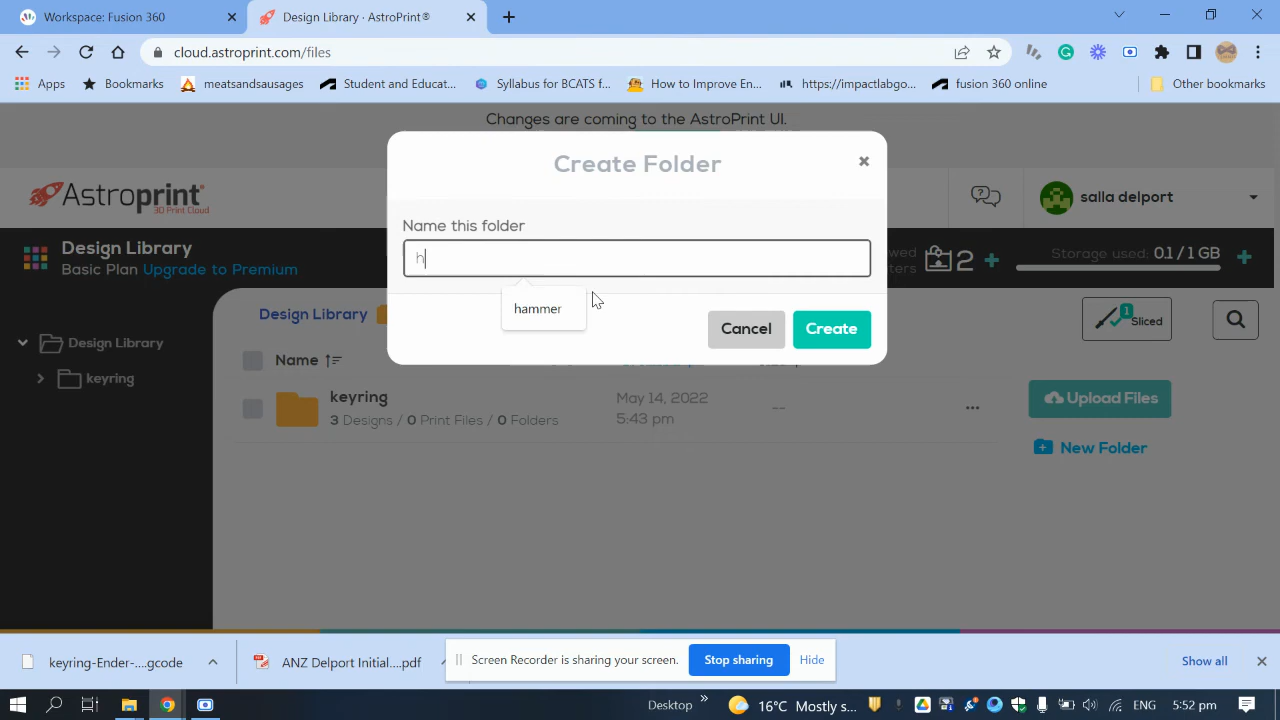 Workspace: Fusion 360
Design Library · AstroPrint®
cloud.astroprint.com/files
Apps
Bookmarks
meatsandsausages
Student and Educat...
Syllabus for BCATS f...
How to Improve En...
https://impactlabgo...
fusion 360 online
Other bookmarks
Changes are coming to the AstroPrint UI.
Create Folder
Astroprint
3D Print Cloud
salla delport
Name this folder
h
hammer
Cancel
Create
Design Library
Basic Plan Upgrade to Premium
2
Storage used: 0.1 / 1 GB
Design Library
1
Sliced
Design Library
Name
keyring
keyring
3 Designs / 0 Print Files / 0 Folders
May 14, 2022
5:43 pm
--
Upload Files
New Folder
keyring-Ender-....gcode
ANZ Delport Initial....pdf
Screen Recorder is sharing your screen.
Stop sharing
Hide
Show all
Desktop
16°C Mostly s...
ENG
5:52 pm